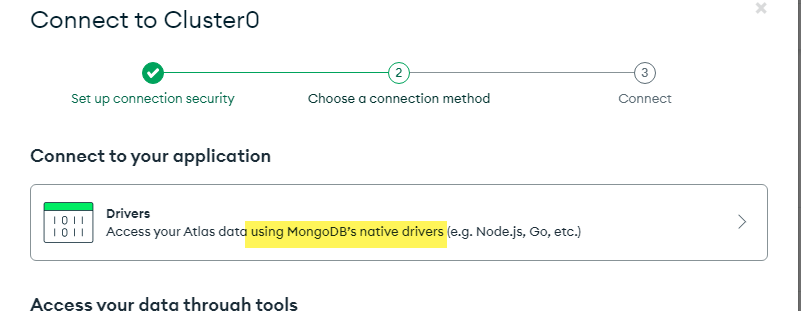 Connect to Cluster0
2
3
Set up connection security
Choose a connection method
Connect
Connect to your application
1011
1011
Drivers
Access your Atlas data using MongoDB's native drivers (e.g. Node.js, Go, etc.)
Access your data through tools